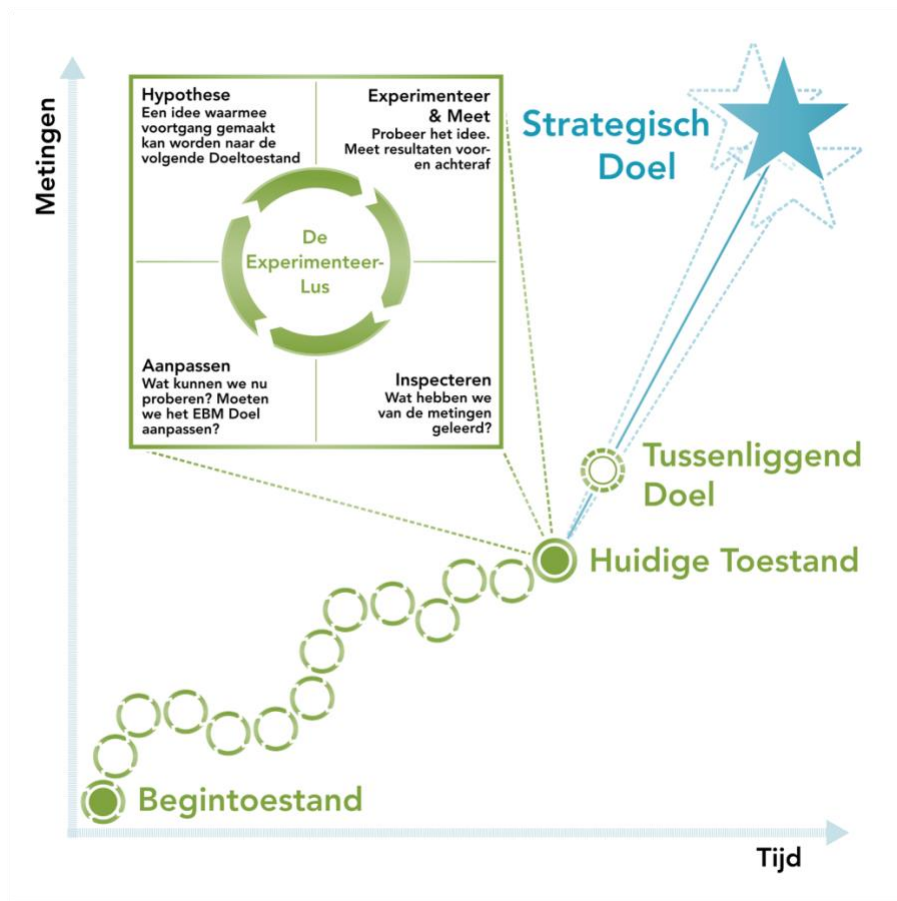 Metingen
Hypothese
Een idee waarmee
voortgang gemaakt
kan worden naar de
volgende Doeltoestand
Experimenteer
& Meet
Probeer het idee.
Meet resultaten voor-
en achteraf
De
Experimenteer-
Lus
Aanpassen
Wat kunnen we nu
proberen? Moeten
we het EBM Doel
aanpassen?
Inspecteren
Wat hebben we
van de metingen
geleerd?
Strategisch
Doel
Tussenliggend
Doel
Huidige Toestand
Begintoestand
Tijd